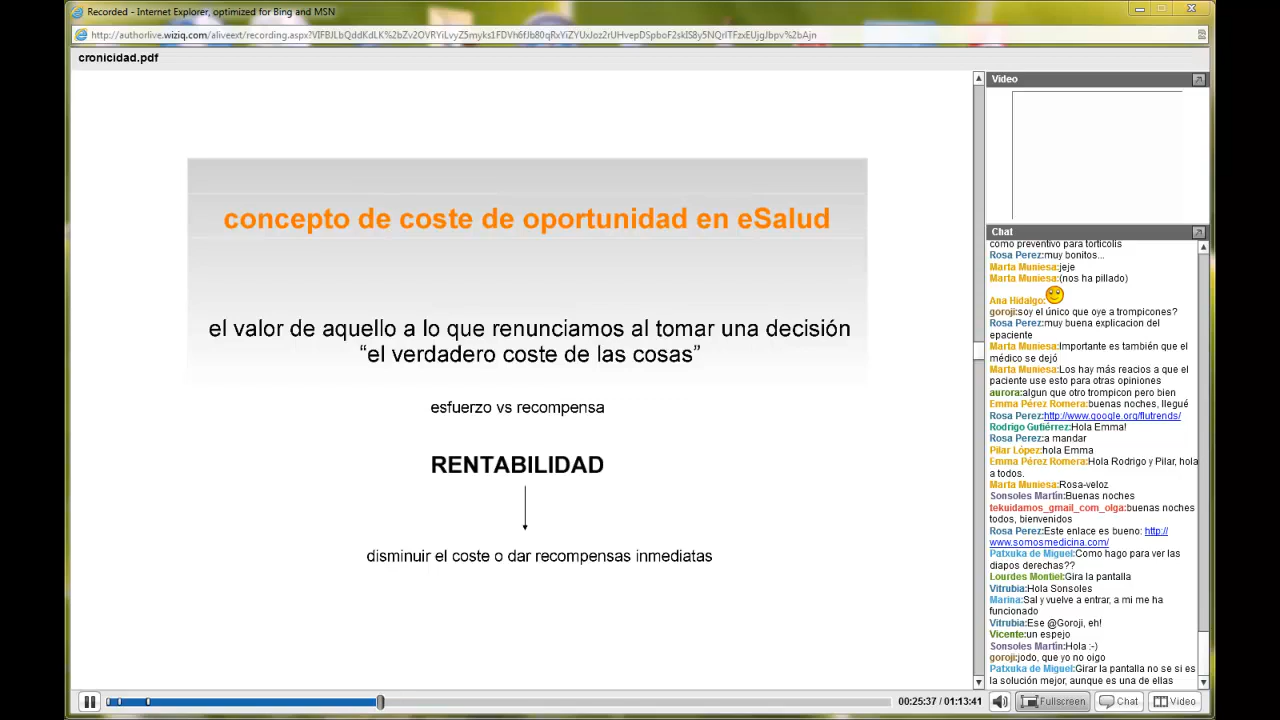 Recorded - Internet Explorer, optimized for Bing and MSN
cronicidad.pdf
concepto de coste de oportunidad en eSalud
el valor de aquello a lo que renunciamos al tomar una decisión
“el verdadero coste de las cosas”
esfuerzo vs recompensa
RENTABILIDAD
disminuir el coste o dar recompensas inmediatas
Video
Chat
como preventivo para torticolis
Rosa Perez:muy bonitos...
Marta Muniesa:jeje
Marta Muniesa:(nos ha pillado)
Ana Hidalgo:
goroji:soy el único que oye a trompicones?
Rosa Perez:muy buena explicacion del
epaciente
Marta Muniesa:Importante es también que el
médico se dejó
Marta Muniesa:Los hay más reacios a que el
paciente use esto para otras opiniones
aurora:algun que otro trompicon pero bien
Emma Pérez Romera:buenas noches, llegué
Rosa Perez:http://www.google.org/flutrends/
Rodrigo Gutiérrez:Hola Emma!
Rosa Perez:a mandar
Pilar López:hola Emma
Emma Pérez Romera:Hola Rodrigo y Pilar, hola
a todos.
Marta Muniesa:Rosa-veloz
Sonsoles Martín:Buenas noches
tekuidamos_gmail_com_olga:buenas noches
todos, bienvenidos
Rosa Perez:Este enlace es bueno: http://
www.somosmedicina.com/
Patxuka de Miguel:Como hago para ver las
diapos derechas??
Lourdes Montiel:Gira la pantalla
Vitrubia:Hola Sonsoles
Marina:Sal y vuelve a entrar, a mi me ha
funcionado
Vitrubia:Ese @Goroji, eh!
Vicente:un espejo
Sonsoles Martín:Hola :-)
goroji:jodo, que yo no oigo
Patxuka de Miguel:Girar la pantalla no se si es
la solución mejor, aunque es una de ellas
00:25:37 / 01:13:41
Fullscreen
Chat
Video